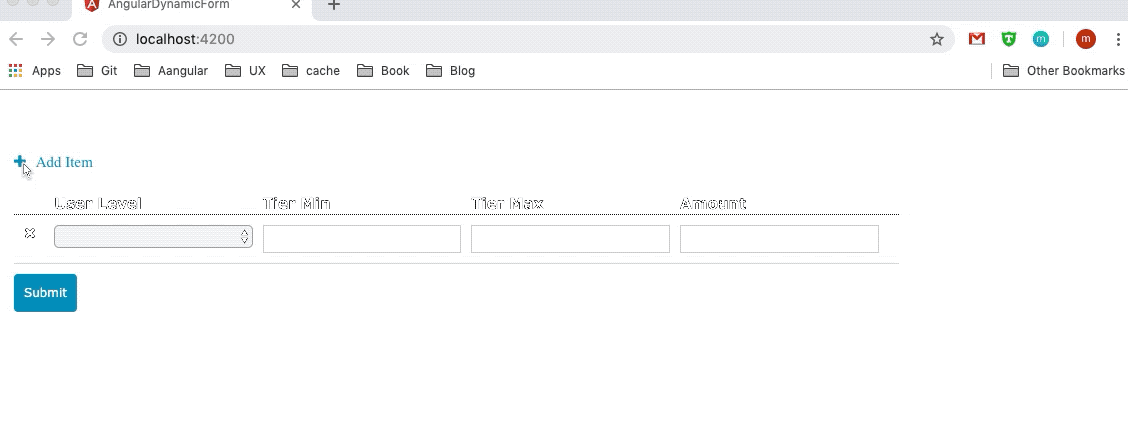 AngularDynamicForm
localhost:4200
m
m
Apps Git Aangular UX cache Book Blog Other Bookmarks
Add Item
User Level Tier Min Tier Max Amount
Submit